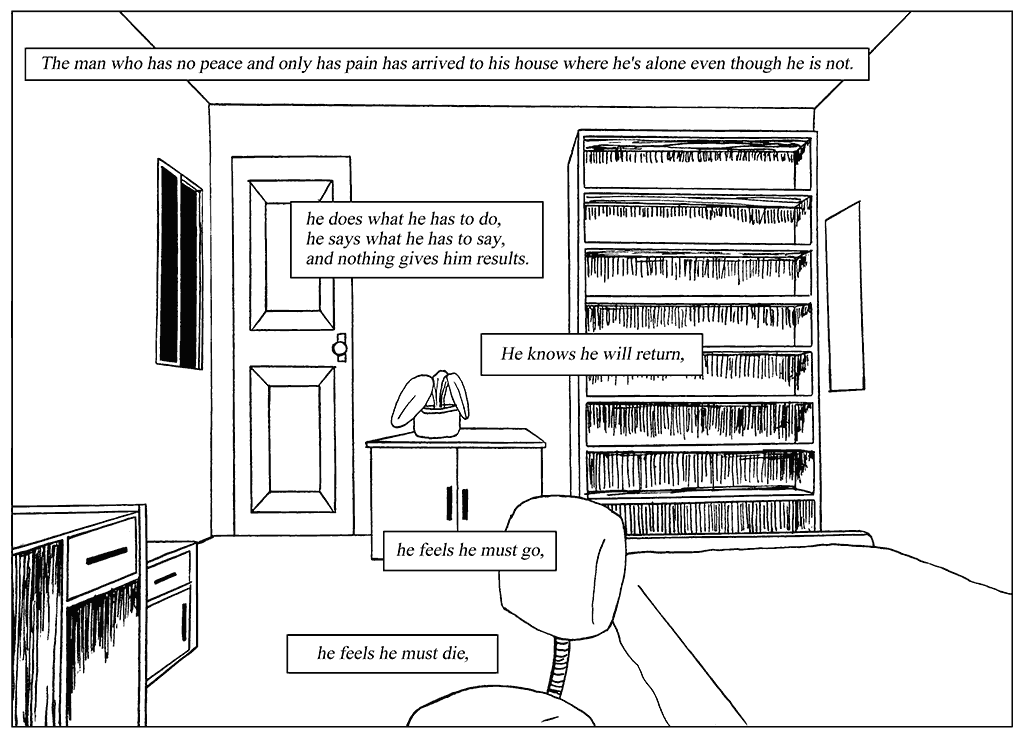 The man who has no peace and only has pain has arrived to his house where he's alone even though he is not.
he does what he has to do,
he says what he has to say,
and nothing gives him results.
He knows he will return,
he feels he must go,
he feels he must die,